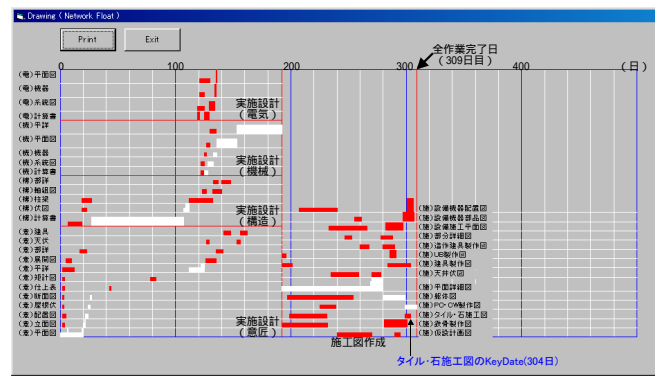 Drawing ( Network Float )
Print
Exit
全作業完了日
(309日目)
0
100
200
300
400
(日)
(電)平面図
(電)機器
(電)系統図
(電)計算書
(機)平詳
(機)平面図
(機)機器
(機)系統図
(機)計算書
(構)部詳
(構)軸組図
(構)柱梁
(構)伏図
(構)計算書
(意)建具
(意)天伏
(意)部詳
(意)展開図
(意)平詳
(意)矩計図
(意)仕上表
(意)断面図
(意)屋根伏
(意)配置図
(意)立面図
(意)平面図
実施設計
(電気)
実施設計
(機械)
実施設計
(構造)
実施設計
(意匠)
(施)設備機器配置図
(施)設備機器部品図
(施)設備施工平面図
(施)部分詳細図
(施)造作建具製作図
(施)UB製作図
(施)建具製作図
(施)天井伏図
(施)平面詳細図
(施)躯体図
(施)PC・CW製作図
(施)タイル・石施工図
(施)鉄骨製作図
(施)仮設計画図
施工図作成
タイル・石施工図のKeyDate(304日)